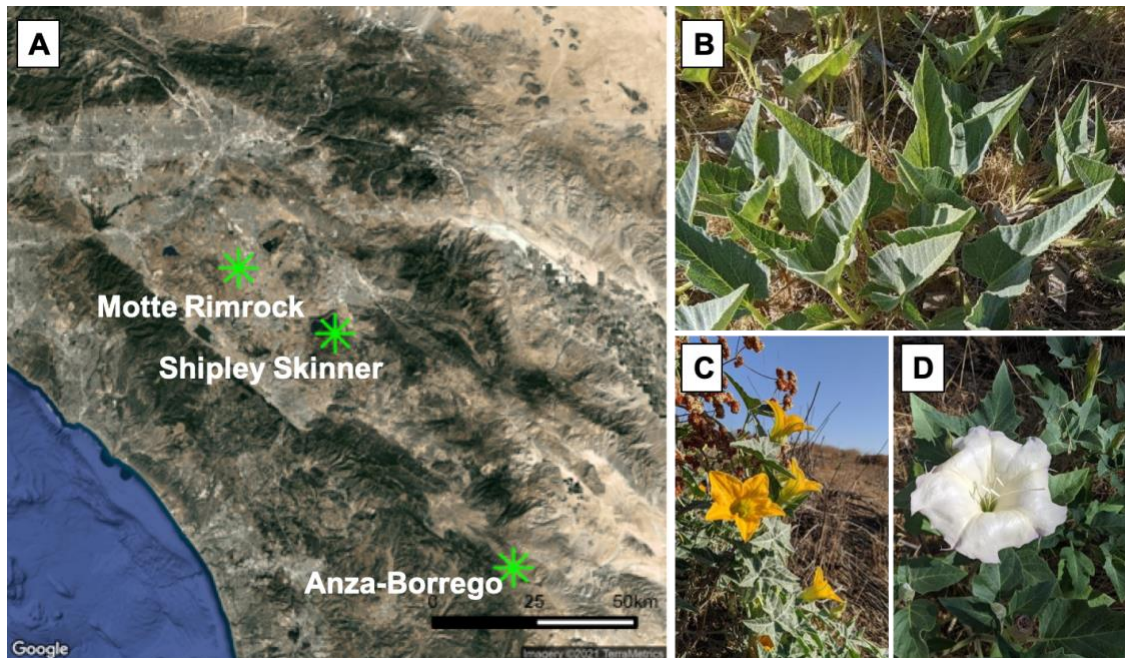 A
Motte Rimrock
Shipley Skinner
Anza-Borrego
0 25 50km
Google
Imagery ©2021 TerraMetrics
B
C
D